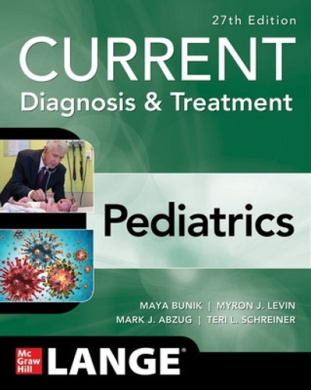 27th Edition
CURRENT
Diagnosis & Treatment
Pediatrics
MAYA BUNIK | MYRON J. LEVIN
MARK J. ABZUG | TERI L. SCHREINER
Mc
Graw
Hill
LANGE®